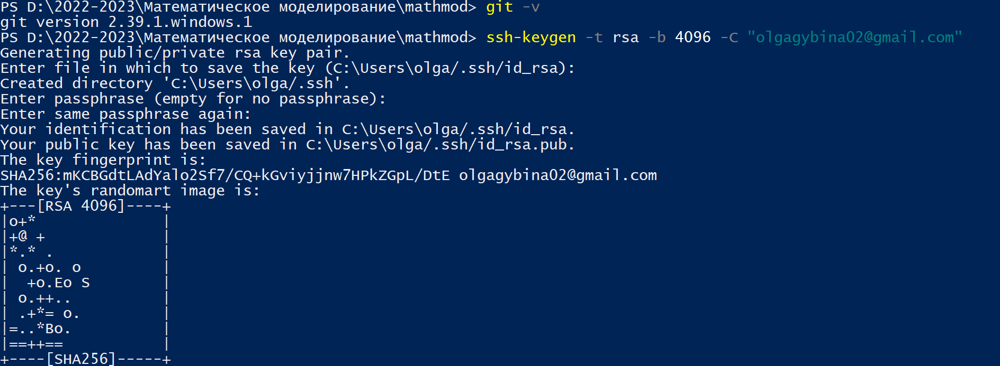 PS D:\2022-2023\Математическое моделирование\mathmod> git -v
git version 2.39.1.windows.1
PS D:\2022-2023\Математическое моделирование\mathmod> ssh-keygen -t rsa -b 4096 -C "olgagybina02@gmail.com"
Generating public/private rsa key pair.
Enter file in which to save the key (C:\Users\olga/.ssh/id_rsa):
Created directory 'C:\Users\olga/.ssh'.
Enter passphrase (empty for no passphrase):
Enter same passphrase again:
Your identification has been saved in C:\Users\olga/.ssh/id_rsa.
Your public key has been saved in C:\Users\olga/.ssh/id_rsa.pub.
The key fingerprint is:
SHA256:mKCBGdtLAdYalo2Sf7/CQ+kGviyjjnw7HPkZGpL/DtE olgagybina02@gmail.com
The key's randomart image is:
+---[RSA 4096]----+
|o+*              |
|+@ +             |
|*.* .            |
| o.+o. o         |
|  +o.Eo S        |
| o.++..          |
| .+*= o.         |
|=..*Bo.          |
|==++==           |
+----[SHA256]-----+